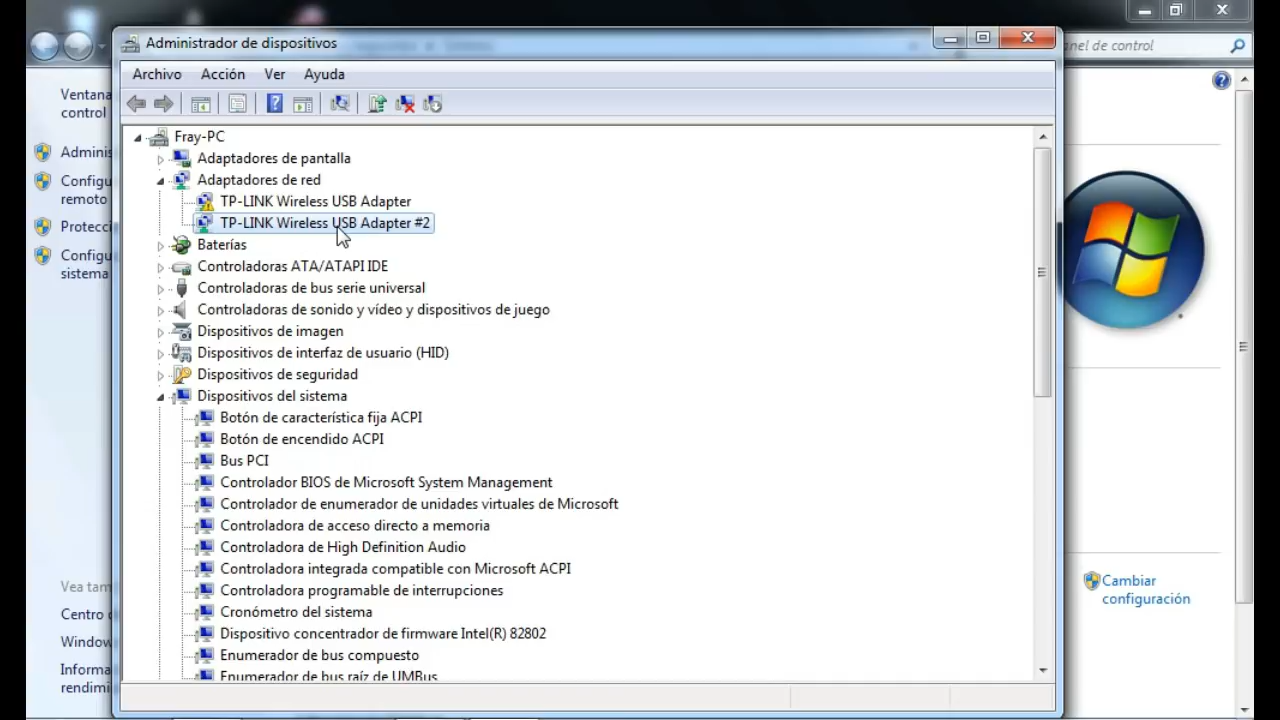 Administrador de dispositivos
nel de control
Archivo Acción Ver Ayuda
Ventana
control
Adminis
Configu
remoto
Protecci
Configu
sistema
Fray-PC
Adaptadores de pantalla
Adaptadores de red
TP-LINK Wireless USB Adapter
TP-LINK Wireless USB Adapter #2
Baterías
Controladoras ATA/ATAPI IDE
Controladoras de bus serie universal
Controladoras de sonido y vídeo y dispositivos de juego
Dispositivos de imagen
Dispositivos de interfaz de usuario (HID)
Dispositivos de seguridad
Dispositivos del sistema
Botón de característica fija ACPI
Botón de encendido ACPI
Bus PCI
Controlador BIOS de Microsoft System Management
Controlador de enumerador de unidades virtuales de Microsoft
Controladora de acceso directo a memoria
Controladora de High Definition Audio
Controladora integrada compatible con Microsoft ACPI
Controladora programable de interrupciones
Cronómetro del sistema
Dispositivo concentrador de firmware Intel(R) 82802
Enumerador de bus compuesto
Enumerador de bus raíz de UMBus
Vea tam
Centro d
Window
Informa
rendimi
Cambiar
configuración